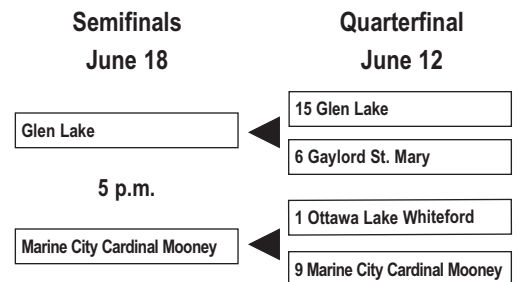 Semifinals
June 18
Quarterfinal
June 12
15 Glen Lake
Glen Lake
6 Gaylord St. Mary
5 p.m.
1 Ottawa Lake Whiteford
Marine City Cardinal Mooney
9 Marine City Cardinal Mooney